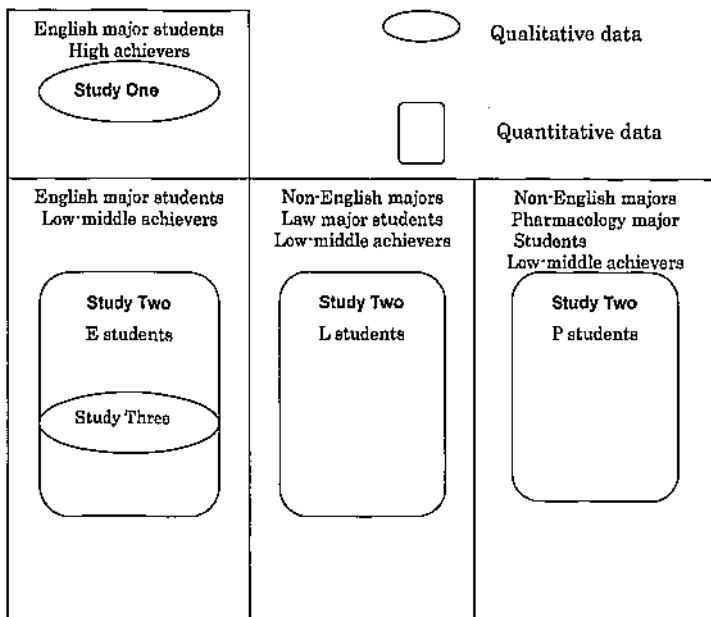 English major students
High achievers
Study One
Qualitative data
Quantitative data
English major students
Low-middle achievers
Study Two
E students
Study Three
Non-English majors
Law major students
Low-middle achievers
Study Two
L students
Non-English majors
Pharmacology major
Students
Low-middle achievers
Study Two
P students